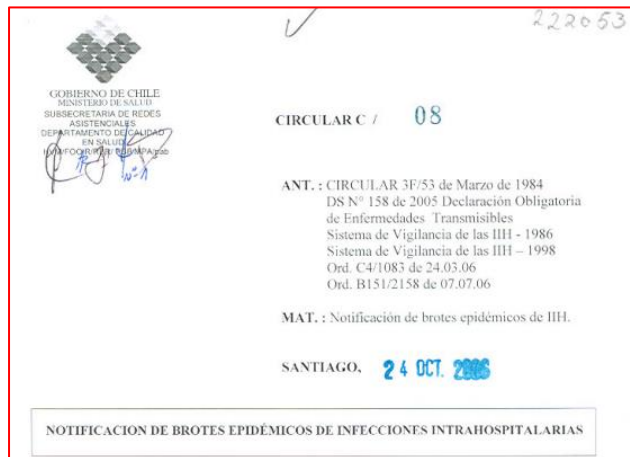 222053
GOBIERNO DE CHILE
MINISTERIO DE SALUD
SUBSECRETARIA DE REDES
ASISTENCIALES
DEPARTAMENTO DE CALIDAD
EN SALUD
CIRCULAR C / 08
ANT. : CIRCULAR 3F/53 de Marzo de 1984
DS N° 158 de 2005 Declaración Obligatoria
de Enfermedades Transmisibles
Sistema de Vigilancia de las IIH - 1986
Sistema de Vigilancia de las IIH – 1998
Ord. C4/1083 de 24.03.06
Ord. B151/2158 de 07.07.06
MAT. : Notificación de brotes epidémicos de IIH.
SANTIAGO, 24 OCT. 2006
NOTIFICACION DE BROTES EPIDÉMICOS DE INFECCIONES INTRAHOSPITALARIAS